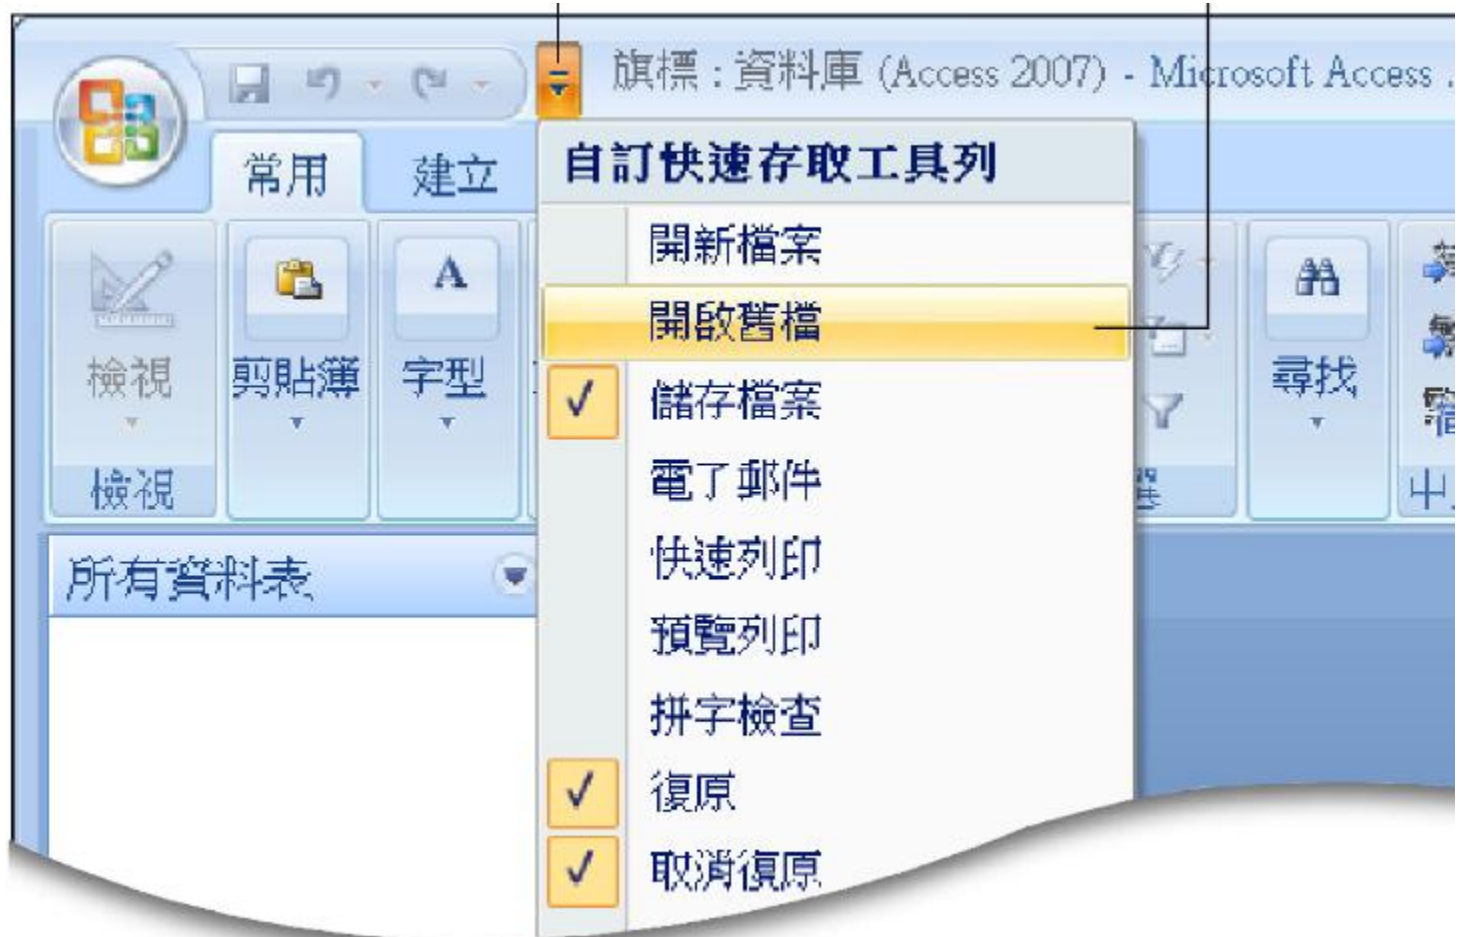 旗標：資料庫 (Access 2007) - Microsoft Access
常用
建立
自訂快速存取工具列
開新檔案
開啟舊檔
儲存檔案
電子郵件
快速列印
預覽列印
拼字檢查
復原
取消復原
檢視
剪貼簿
字型
A
尋找
檢視
所有資料表